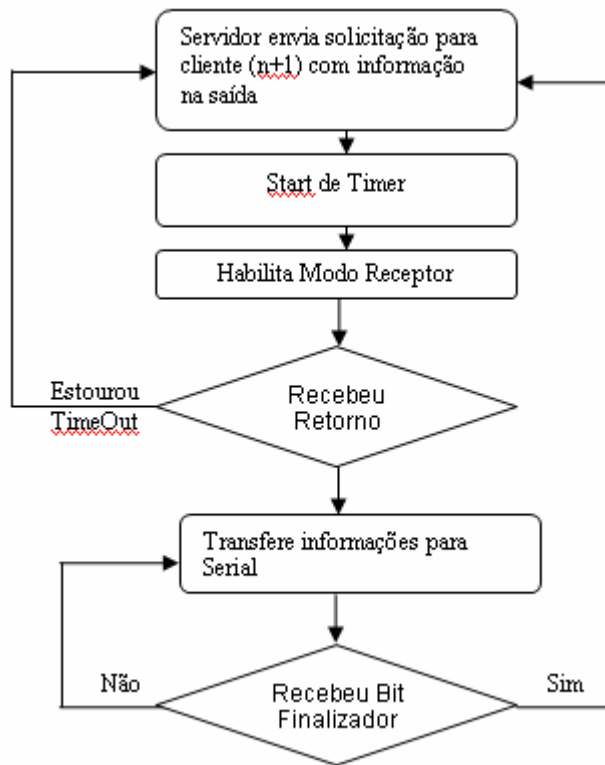 Servidor envia solicitação para
cliente (n+1) com informação
na saída
Start de Timer
Habilita Modo Receptor
Estourou
TimeOut
Recebeu
Retorno
Transfere informações para
Serial
Não
Recebeu Bit
Finalizador
Sim